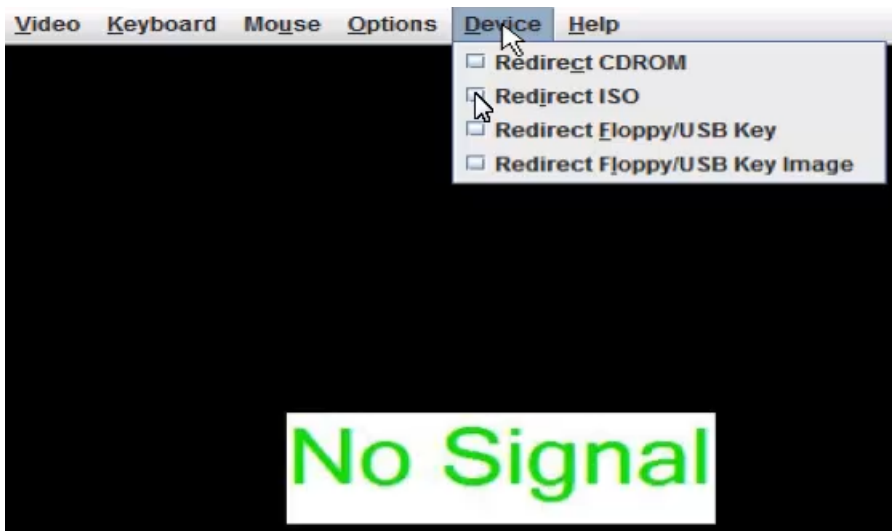 Video Keyboard Mouse Options Device Help
Redirect CDROM
Redirect ISO
Redirect Floppy/USB Key
Redirect Floppy/USB Key Image
No Signal